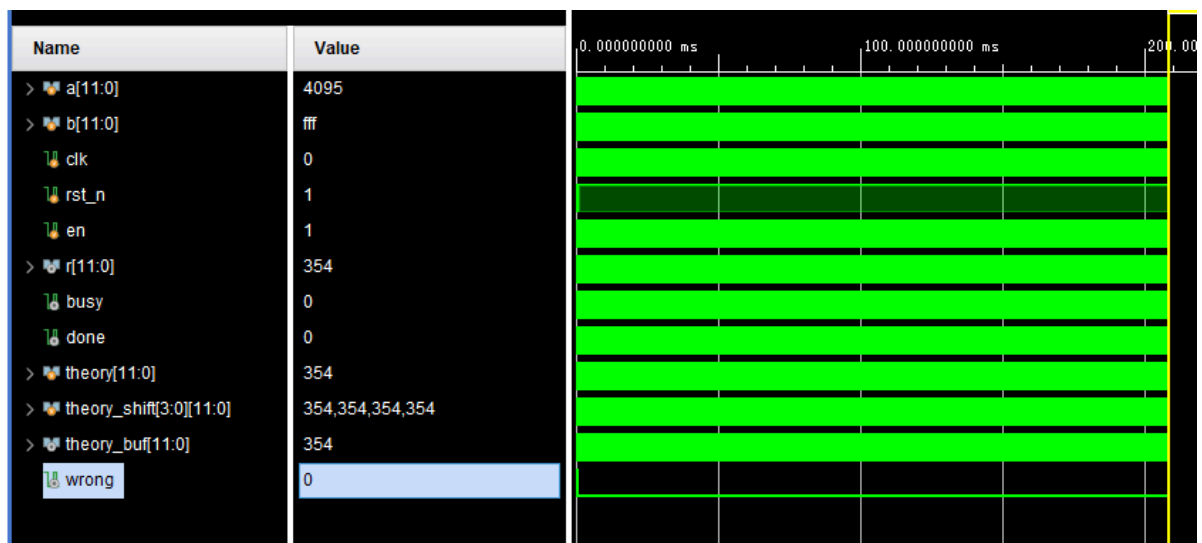 Name Value 0.000000000 ms 100.000000000 ms 200.00
> a[11:0] 4095
> b[11:0] fff
clk 0
rst_n 1
en 1
> r[11:0] 354
busy 0
done 0
> theory[11:0] 354
> theory_shift[3:0][11:0] 354,354,354,354
> theory_buf[11:0] 354
wrong 0